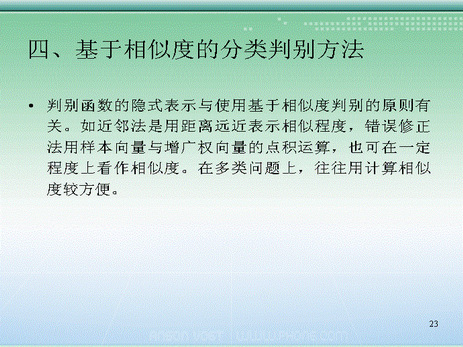 四、基于相似度的分类判别方法
• 判别函数的隐式表示与使用基于相似度判别的原则有
关。如近邻法是用距离远近表示相似程度，错误修正
法用样本向量与增广权向量的点积运算，也可在一定
程度上看作相似度。在多类问题上，往往用计算相似
度较方便。
23